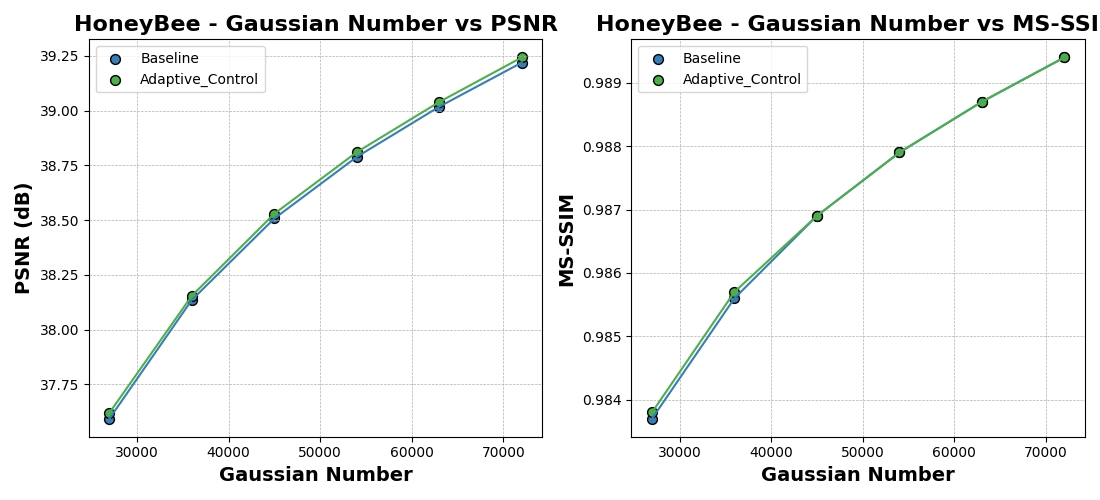 HoneyBee - Gaussian Number vs PSNR
Baseline
Adaptive_Control
39.25
39.00
38.75
38.50
38.25
38.00
37.75
PSNR (dB)
30000 40000 50000 60000 70000
Gaussian Number
HoneyBee - Gaussian Number vs MS-SSI
Baseline
Adaptive_Control
0.989
0.988
0.987
0.986
0.985
0.984
MS-SSIM
30000 40000 50000 60000 70000
Gaussian Number